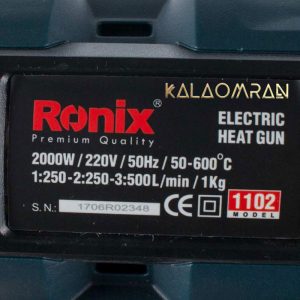 KALAOMRAN
Ronix®
Premium Quality
ELECTRIC
HEAT GUN
2000W / 220V / 50Hz / 50-600°C
1:250-2:250-3:500L/min / 1Kg
S.N.: 1706R02348
CE 1102
MODEL